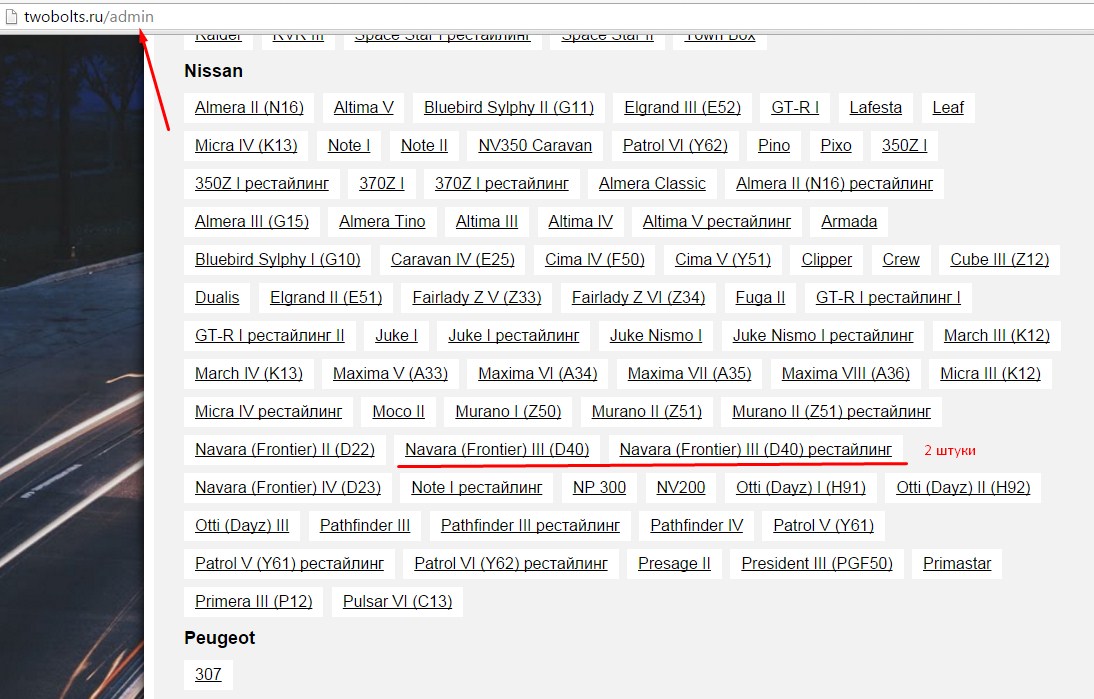 twobolts.ru/admin
Raider KVR III Space Star I рестайлинг Space Star II Town Box
Nissan
Almera II (N16) Altima V Bluebird Sylphy II (G11) Elgrand III (E52) GT-R I Lafesta Leaf
Micra IV (K13) Note I Note II NV350 Caravan Patrol VI (Y62) Pino Pixo 350Z I
350Z I рестайлинг 370Z I 370Z I рестайлинг Almera Classic Almera II (N16) рестайлинг
Almera III (G15) Almera Tino Altima III Altima IV Altima V рестайлинг Armada
Bluebird Sylphy I (G10) Caravan IV (E25) Cima IV (F50) Cima V (Y51) Clipper Crew Cube III (Z12)
Dualis Elgrand II (E51) Fairlady Z V (Z33) Fairlady Z VI (Z34) Fuga II GT-R I рестайлинг I
GT-R I рестайлинг II Juke I Juke I рестайлинг Juke Nismo I Juke Nismo I рестайлинг March III (K12)
March IV (K13) Maxima V (A33) Maxima VI (A34) Maxima VII (A35) Maxima VIII (A36) Micra III (K12)
Micra IV рестайлинг Moco II Murano I (Z50) Murano II (Z51) Murano II (Z51) рестайлинг
Navara (Frontier) II (D22) Navara (Frontier) III (D40) Navara (Frontier) III (D40) рестайлинг 2 штуки
Navara (Frontier) IV (D23) Note I рестайлинг NP 300 NV200 Otti (Dayz) I (H91) Otti (Dayz) II (H92)
Otti (Dayz) III Pathfinder III Pathfinder III рестайлинг Pathfinder IV Patrol V (Y61)
Patrol V (Y61) рестайлинг Patrol VI (Y62) рестайлинг Presage II President III (PGF50) Primastar
Primera III (P12) Pulsar VI (C13)
Peugeot
307